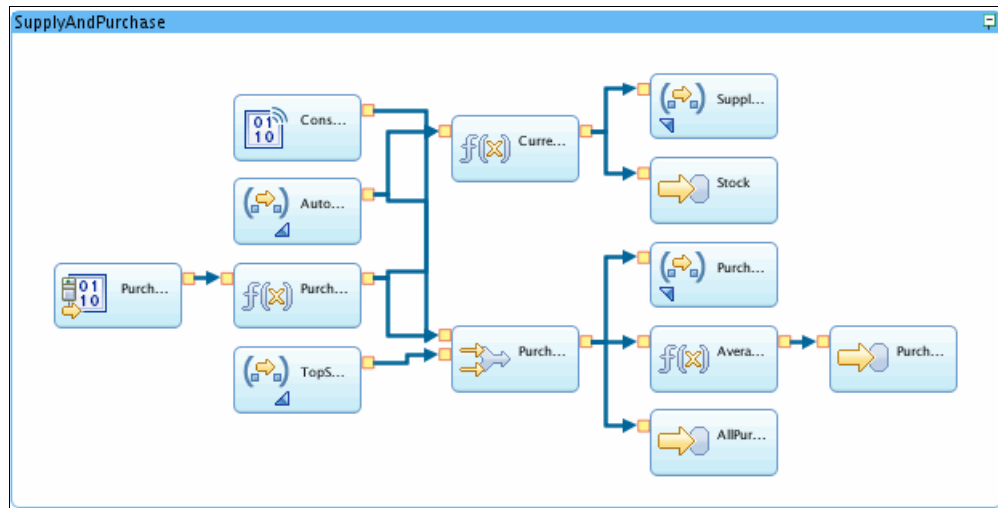 SupplyAndPurchase
Suppl...
01
10
Cons...
f(x)
Curre...
Stock
Auto...
Purch...
01
10
Purch...
f(x)
Purch...
Purch...
f(x)
Avera...
Purch...
TopS...
AllPur...